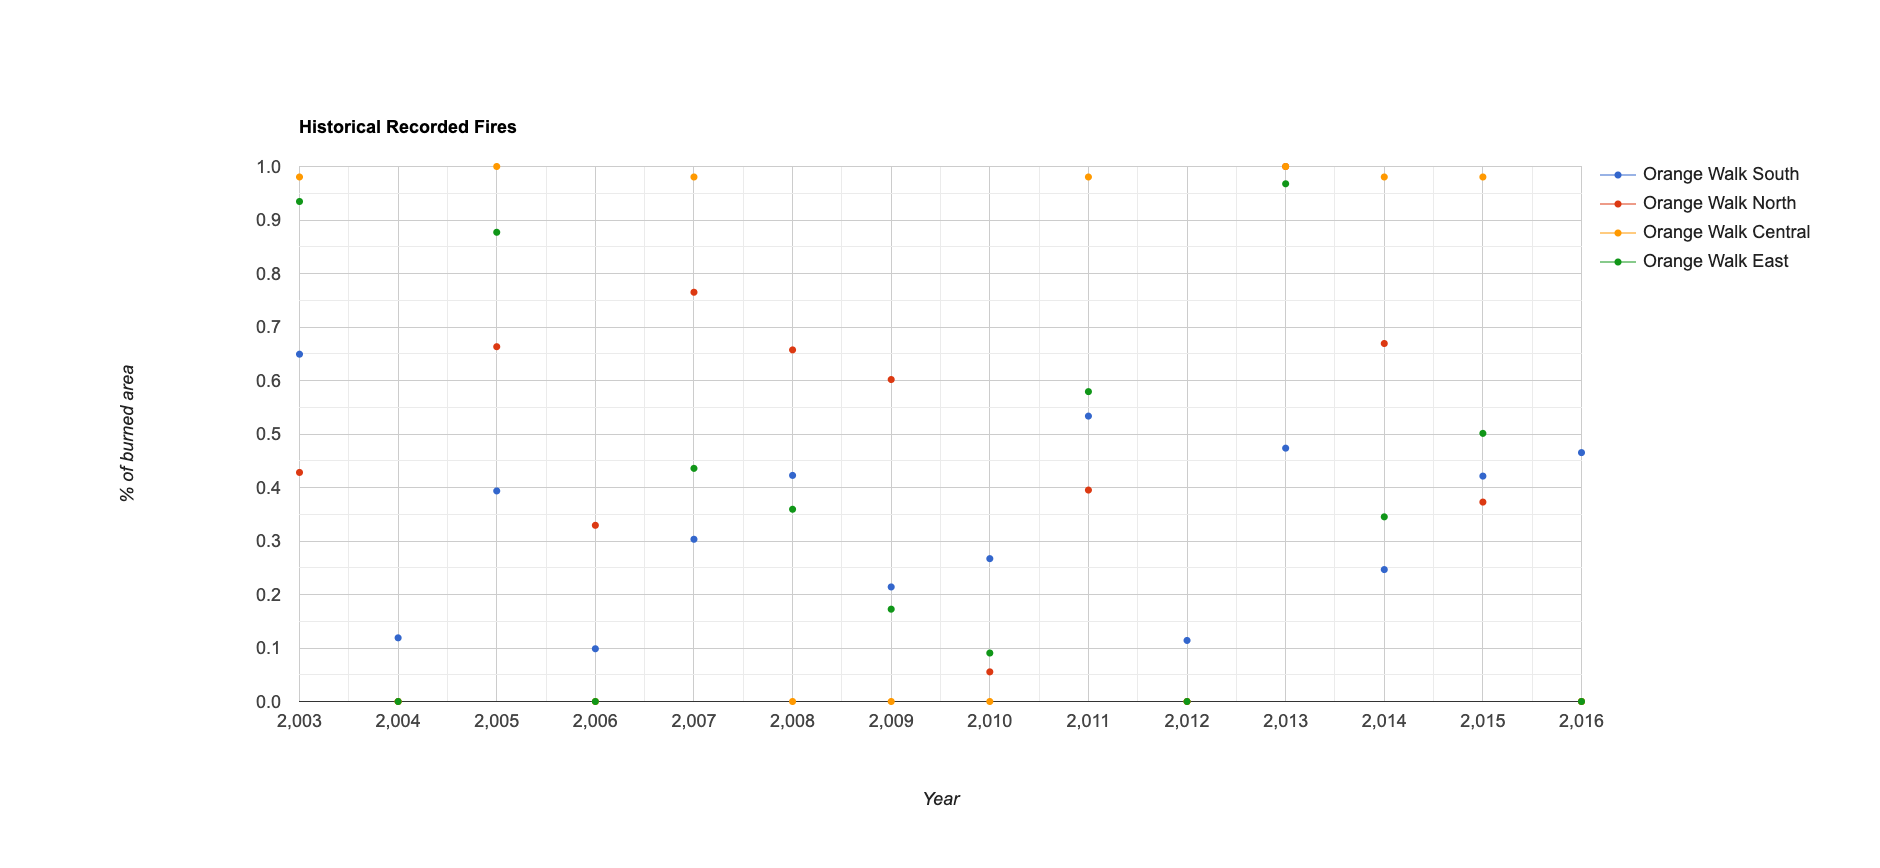 Historical Recorded Fires
1.0
0.9
0.8
0.7
0.6
0.5
0.4
0.3
0.2
0.1
0.0
% of burned area
2,003 2,004 2,005 2,006 2,007 2,008 2,009 2,010 2,011 2,012 2,013 2,014 2,015 2,016
Year
Orange Walk South
Orange Walk North
Orange Walk Central
Orange Walk East